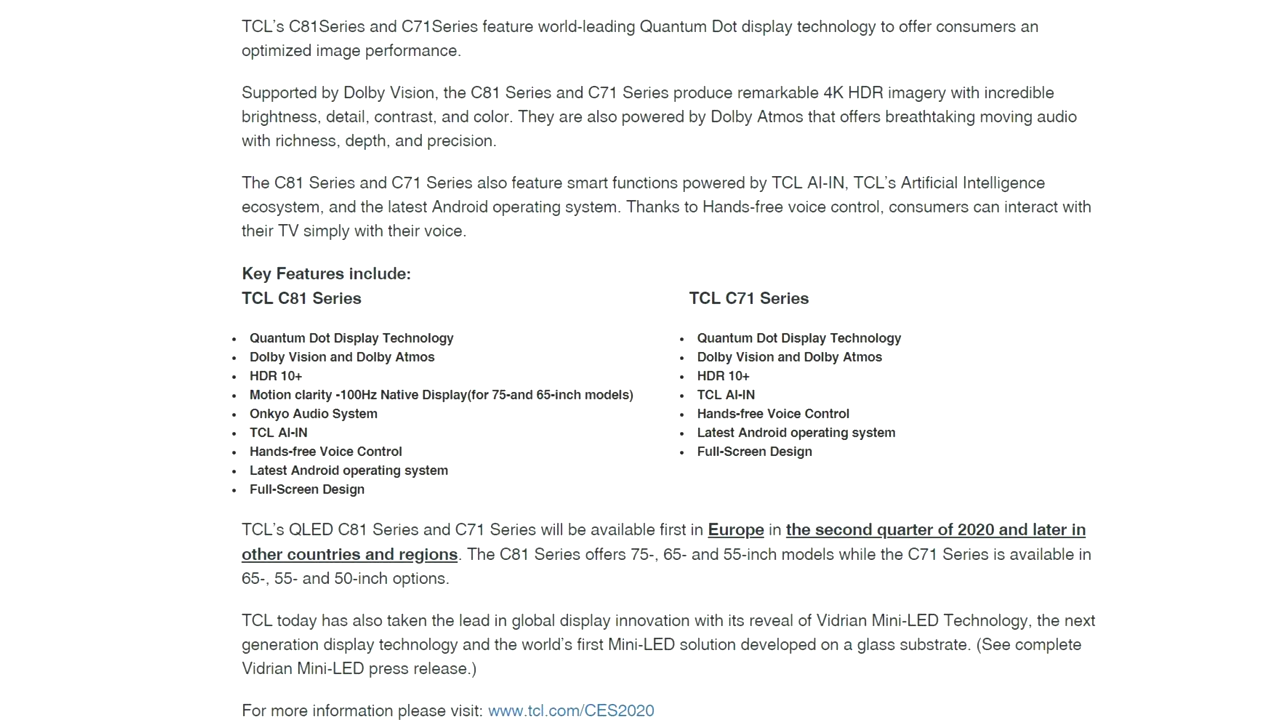 TCL's C81Series and C71Series feature world-leading Quantum Dot display technology to offer consumers an
optimized image performance.
Supported by Dolby Vision, the C81 Series and C71 Series produce remarkable 4K HDR imagery with incredible
brightness, detail, contrast, and color. They are also powered by Dolby Atmos that offers breathtaking moving audio
with richness, depth, and precision.
The C81 Series and C71 Series also feature smart functions powered by TCL AI-IN, TCL's Artificial Intelligence
ecosystem, and the latest Android operating system. Thanks to Hands-free voice control, consumers can interact with
their TV simply with their voice.
Key Features include:
TCL C81 Series
• Quantum Dot Display Technology
• Dolby Vision and Dolby Atmos
• HDR 10+
• Motion clarity -100Hz Native Display(for 75-and 65-inch models)
• Onkyo Audio System
• TCL AI-IN
• Hands-free Voice Control
• Latest Android operating system
• Full-Screen Design
TCL C71 Series
• Quantum Dot Display Technology
• Dolby Vision and Dolby Atmos
• HDR 10+
• TCL AI-IN
• Hands-free Voice Control
• Latest Android operating system
• Full-Screen Design
TCL's QLED C81 Series and C71 Series will be available first in Europe in the second quarter of 2020 and later in
other countries and regions. The C81 Series offers 75-, 65- and 55-inch models while the C71 Series is available in
65-, 55- and 50-inch options.
TCL today has also taken the lead in global display innovation with its reveal of Vidrian Mini-LED Technology, the next
generation display technology and the world's first Mini-LED solution developed on a glass substrate. (See complete
Vidrian Mini-LED press release.)
For more information please visit: www.tcl.com/CES2020